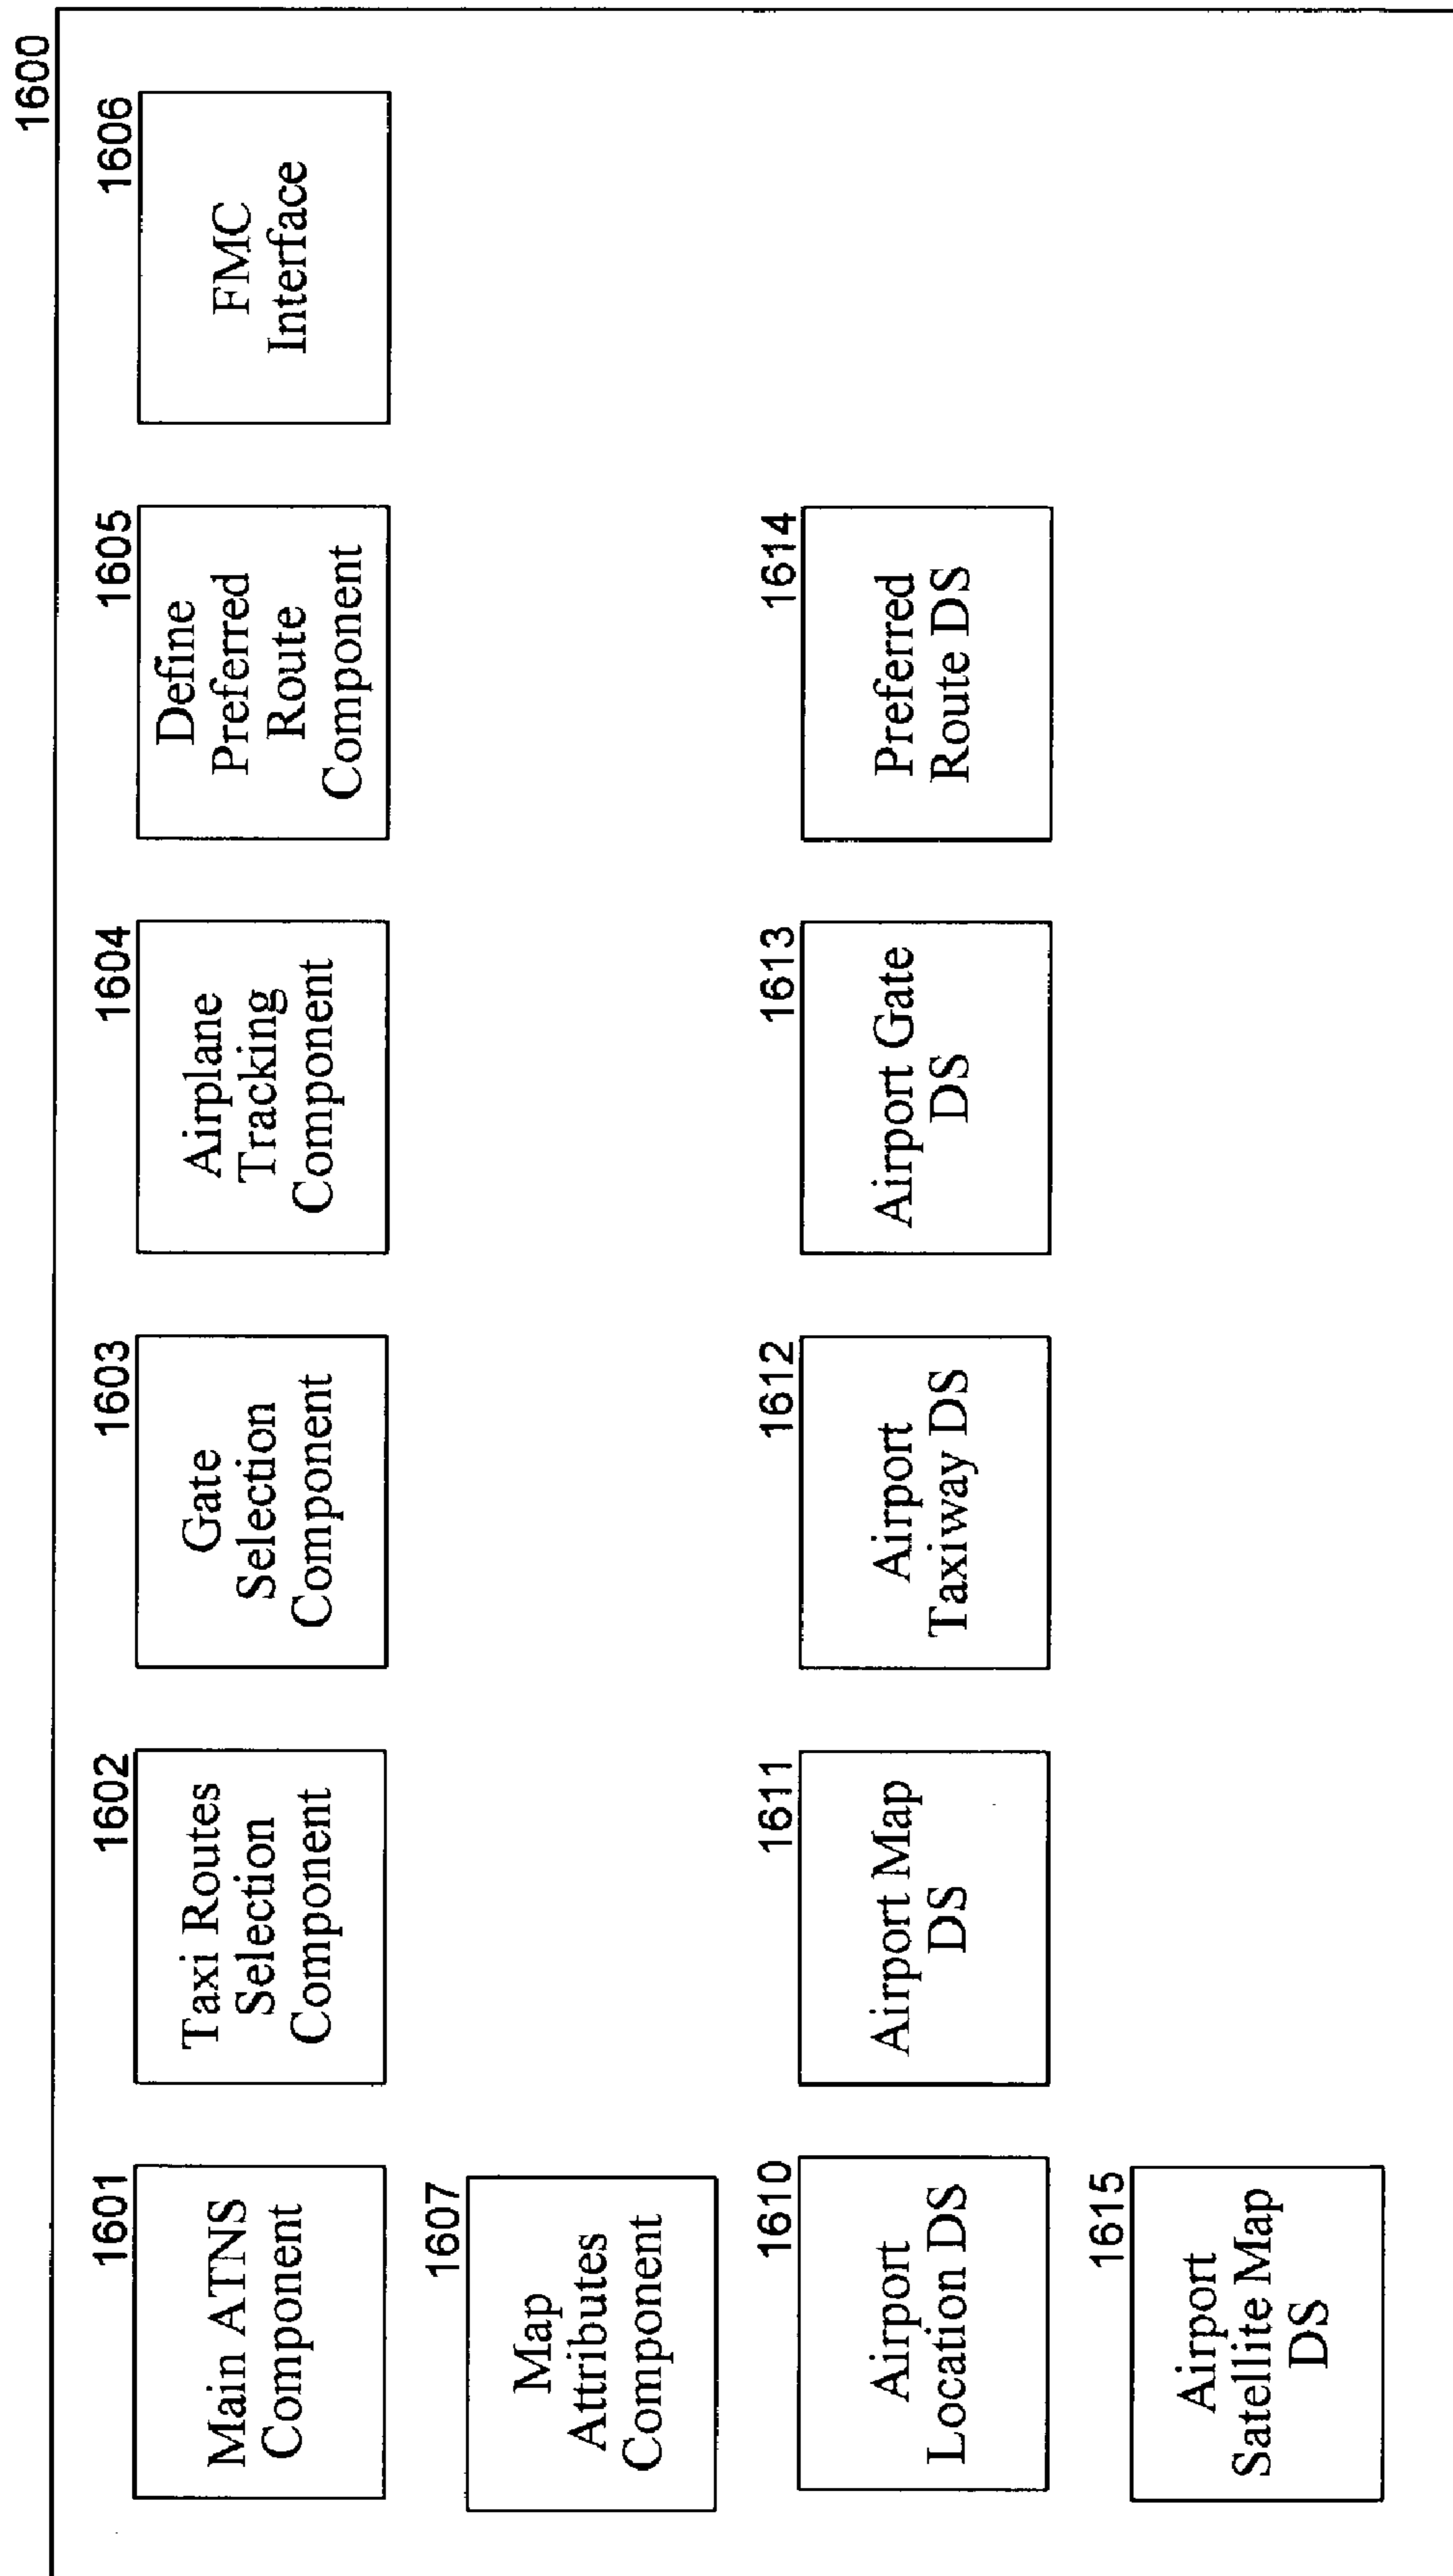 1600
1601
Main ATNS
Component
1602
Taxi Routes
Selection
Component
1603
Gate
Selection
Component
1604
Airplane
Tracking
Component
1605
Define
Preferred
Route
Component
1606
FMC
Interface
1607
Map
Attributes
Component
1610
Airport
Location DS
1611
Airport Map
DS
1612
Airport
Taxiway DS
1613
Airport Gate
DS
1614
Preferred
Route DS
1615
Airport
Satellite Map
DS